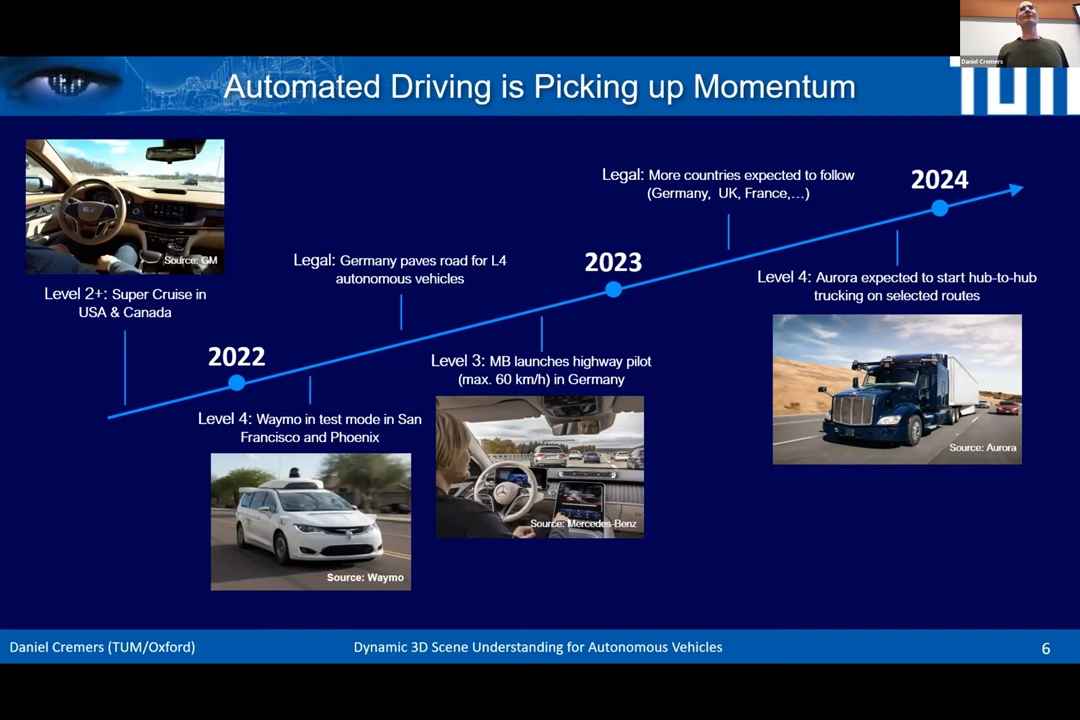 Daniel Cremers
Automated Driving is Picking up Momentum
Source: GM
Level 2+: Super Cruise in
USA & Canada
2022
Level 4: Waymo in test mode in San
Francisco and Phoenix
Source: Waymo
Legal: Germany paves road for L4
autonomous vehicles
Level 3: MB launches highway pilot
(max. 60 km/h) in Germany
Source: Mercedes-Benz
2023
Legal: More countries expected to follow
(Germany, UK, France,...)
2024
Level 4: Aurora expected to start hub-to-hub
trucking on selected routes
Source: Aurora
Daniel Cremers (TUM/Oxford)
Dynamic 3D Scene Understanding for Autonomous Vehicles
6